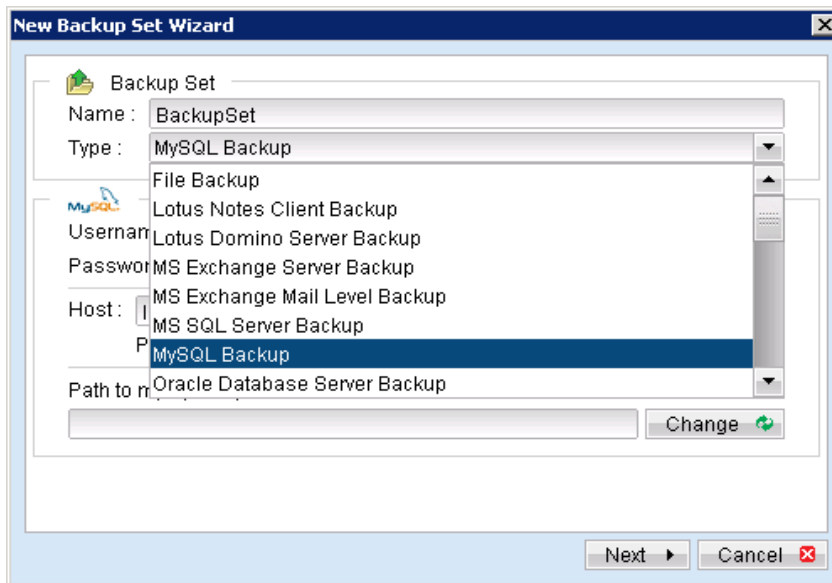 New Backup Set Wizard
Backup Set
Name : BackupSet
Type : MySQL Backup
File Backup
Lotus Notes Client Backup
Lotus Domino Server Backup
MS Exchange Server Backup
MS Exchange Mail Level Backup
MS SQL Server Backup
MySQL Backup
Oracle Database Server Backup
MySQL
Host :
Path to
Change
Next
Cancel